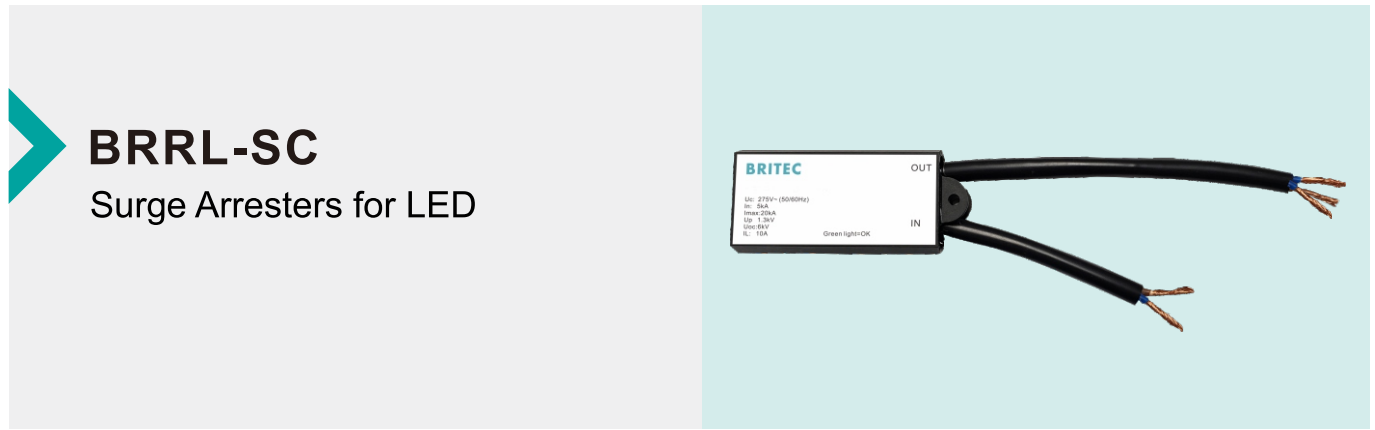 BRRL-SC
Surge Arresters for LED
BRITEC
OUT
Uc: 275V~ (50/60Hz)
In: 5kA
Imax:20kA
Up 1.3kV
Uoc:6kV
IL: 10A
Green light=OK
IN